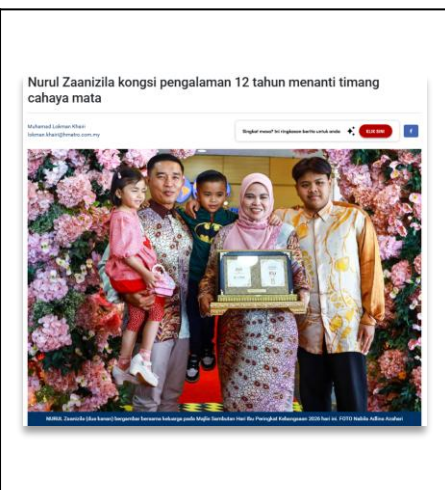 Nurul Zaanizila kongsi pengalaman 12 tahun menanti timang
cahaya mata
Muhamad Lokman Khairi
lokman.khairi@hmetro.com.my
Singkat masa? Ini ringkasan berita untuk anda
KLIK SINI
f
NURUL Zaanizila (dua kanan) bergambar bersama keluarga pada Majlis Sambutan Hari Ibu Peringkat Kebangsaan 2026 hari ini. FOTO Nabila Adlina Azahari